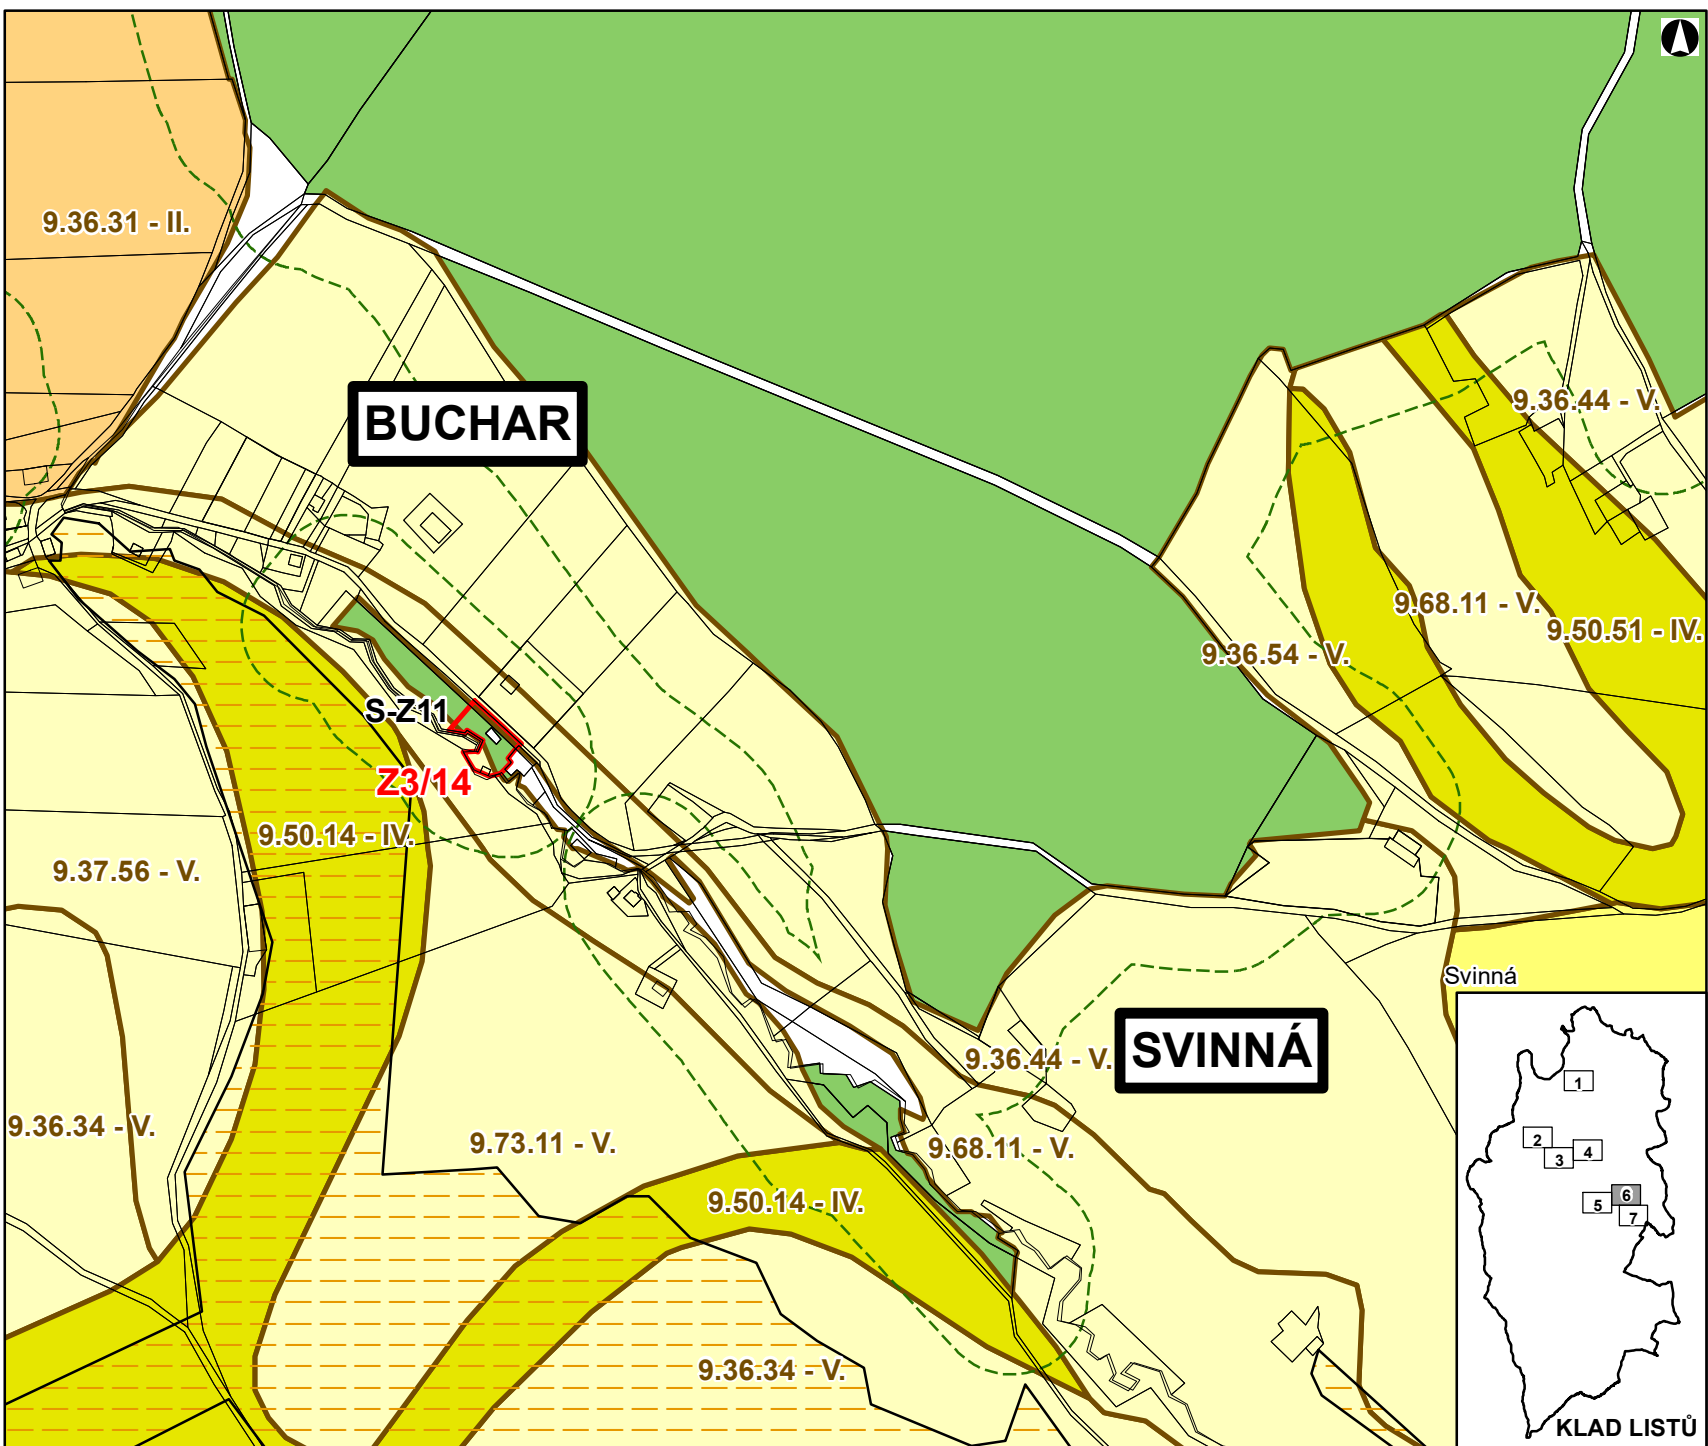 9.36.31 - II.
BUCHAR
9.36.44 - V.
9.68.11 - V.
9.50.51 - IV.
9.36.54 - V.
S-Z11
Z3/14
9.50.14 - IV.
9.37.56 - V.
Svinná
SVINNÁ
9.36.44 - V.
9.36.34 - V.
9.73.11 - V.
9.68.11 - V.
9.50.14 - IV.
9.36.34 - V.
1
2
3
4
5
6
7
KLAD LISTŮ